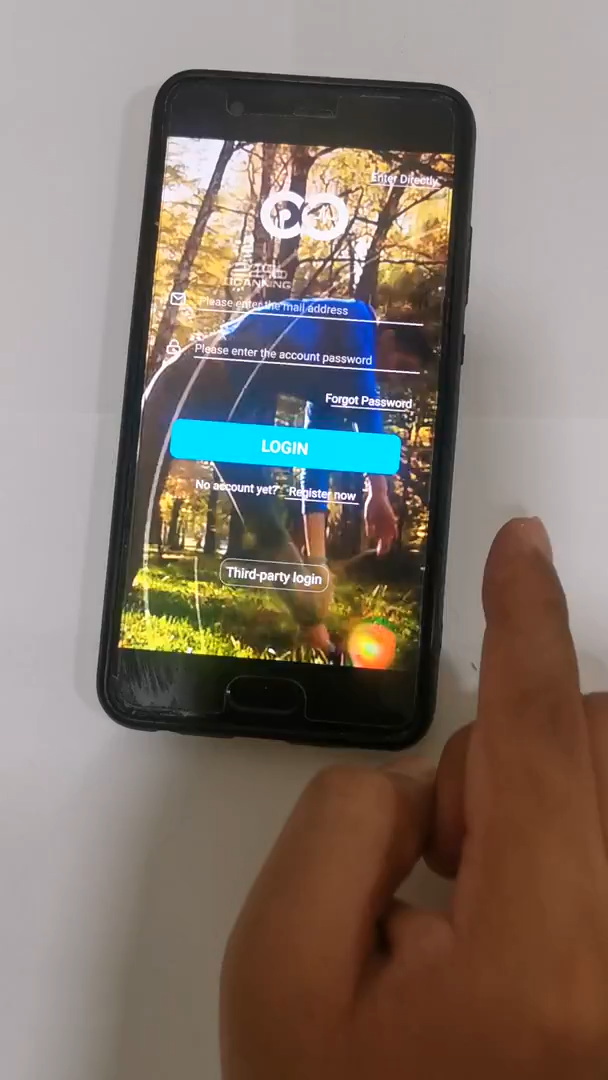 Enter Directly
Please enter the mail address
Please enter the account password
Forgot Password
LOGIN
No account yet? Register now
Third-party login